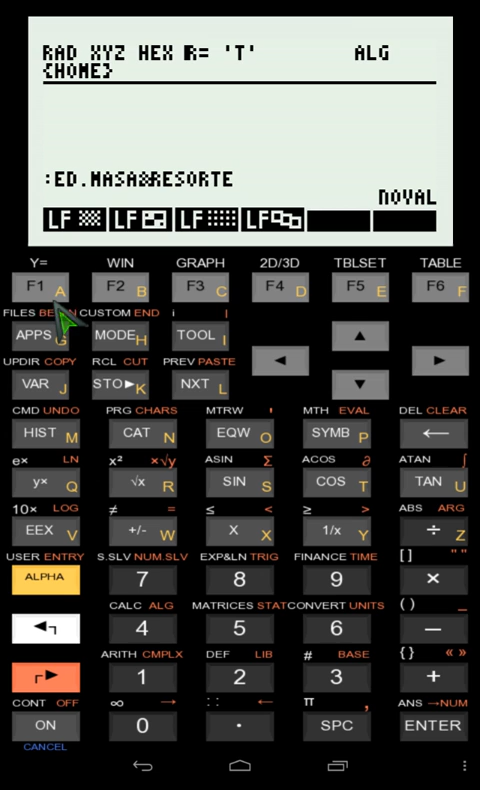 RAD XYZ HEX R= 'T' ALG
{HOME}
:ED.MASA&RESORTE
NOVAL
LF LF LF LF
Y= WIN GRAPH 2D/3D TBLSET TABLE
F1 A F2 B F3 C F4 D F5 E F6 F
FILES CUSTOM END i |
APPS G MODE H TOOL I ▲
UPDIR COPY RCL CUT PREV PASTE ◄ ►
VAR J STO► K NXT L ▼
CMD UNDO PRG CHARS MTRW ' MTH EVAL DEL CLEAR
HIST M CAT N EQW O SYMB P ←
eˣ LN x² ˣ√y ASIN Σ ACOS ∂ ATAN ∫
yˣ Q √x R SIN S COS T TAN U
10ˣ LOG ≠ = ≤ < ≥ > ABS ARG
EEX V +/- W X X 1/x Y ÷ Z
USER ENTRY S.SLV NUM.SLV EXP&LN TRIG FINANCE TIME [] ""
ALPHA 7 8 9 ×
CALC ALG MATRICES STAT CONVERT UNITS () _
4 5 6 –
ARITH CMPLX DEF LIB # BASE {} « »
1 2 3 +
CONT OFF ∞ → : : ← π , ANS →NUM
ON 0 . SPC ENTER
CANCEL